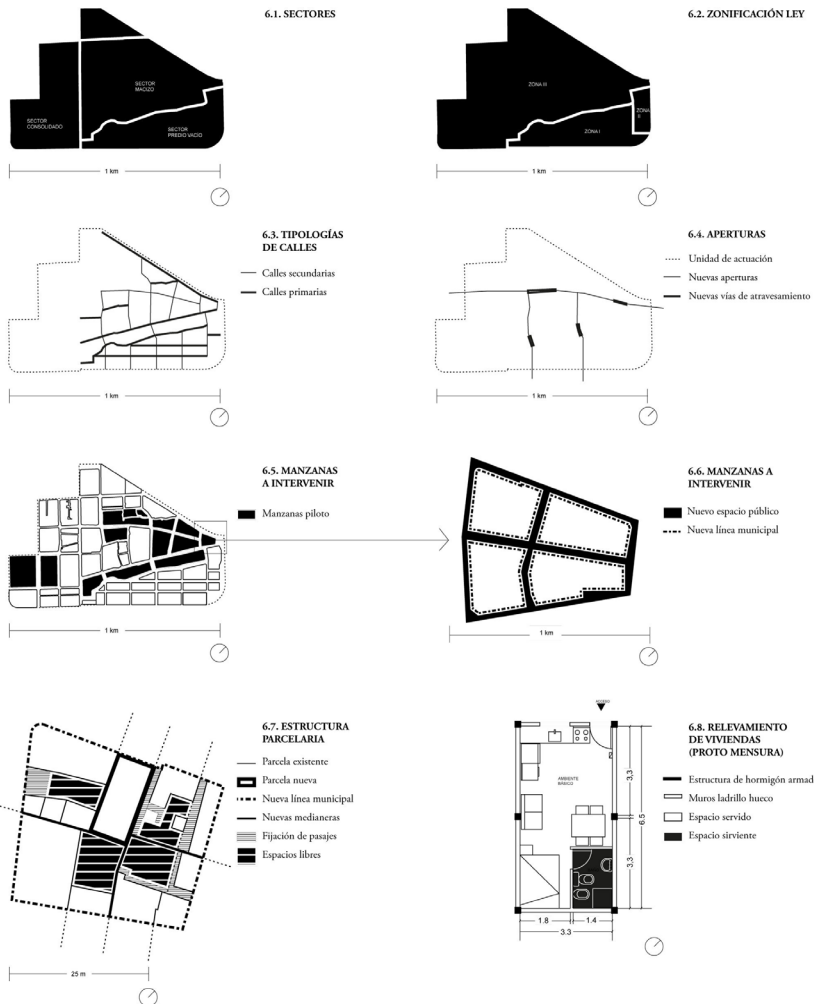 6.1. SECTORES
SECTOR
MACIZO
SECTOR
CONSOLIDADO
SECTOR
PREDIO VACÍO
1 km
6.2. ZONIFICACIÓN LEY
ZONA III
ZONA
II
ZONA I
1 km
6.3. TIPOLOGÍAS
DE CALLES
Calles secundarias
Calles primarias
1 km
6.4. APERTURAS
Unidad de actuación
Nuevas aperturas
Nuevas vías de atravesamiento
1 km
6.5. MANZANAS
A INTERVENIR
Manzanas piloto
1 km
6.6. MANZANAS A
INTERVENIR
Nuevo espacio público
Nueva línea municipal
1 km
6.7. ESTRUCTURA
PARCELARIA
Parcela existente
Parcela nueva
Nueva línea municipal
Nuevas medianeras
Fijación de pasajes
Espacios libres
25 m
6.8. RELEVAMIENTO
DE VIVIENDAS
(PROTO MENSURA)
Estructura de hormigón armad
Muros ladrillo hueco
Espacio servido
Espacio sirviente
ACCESO
AMBIENTE
BÁSICO
3,3
6.5
3,3
1.8
1.4
3.3